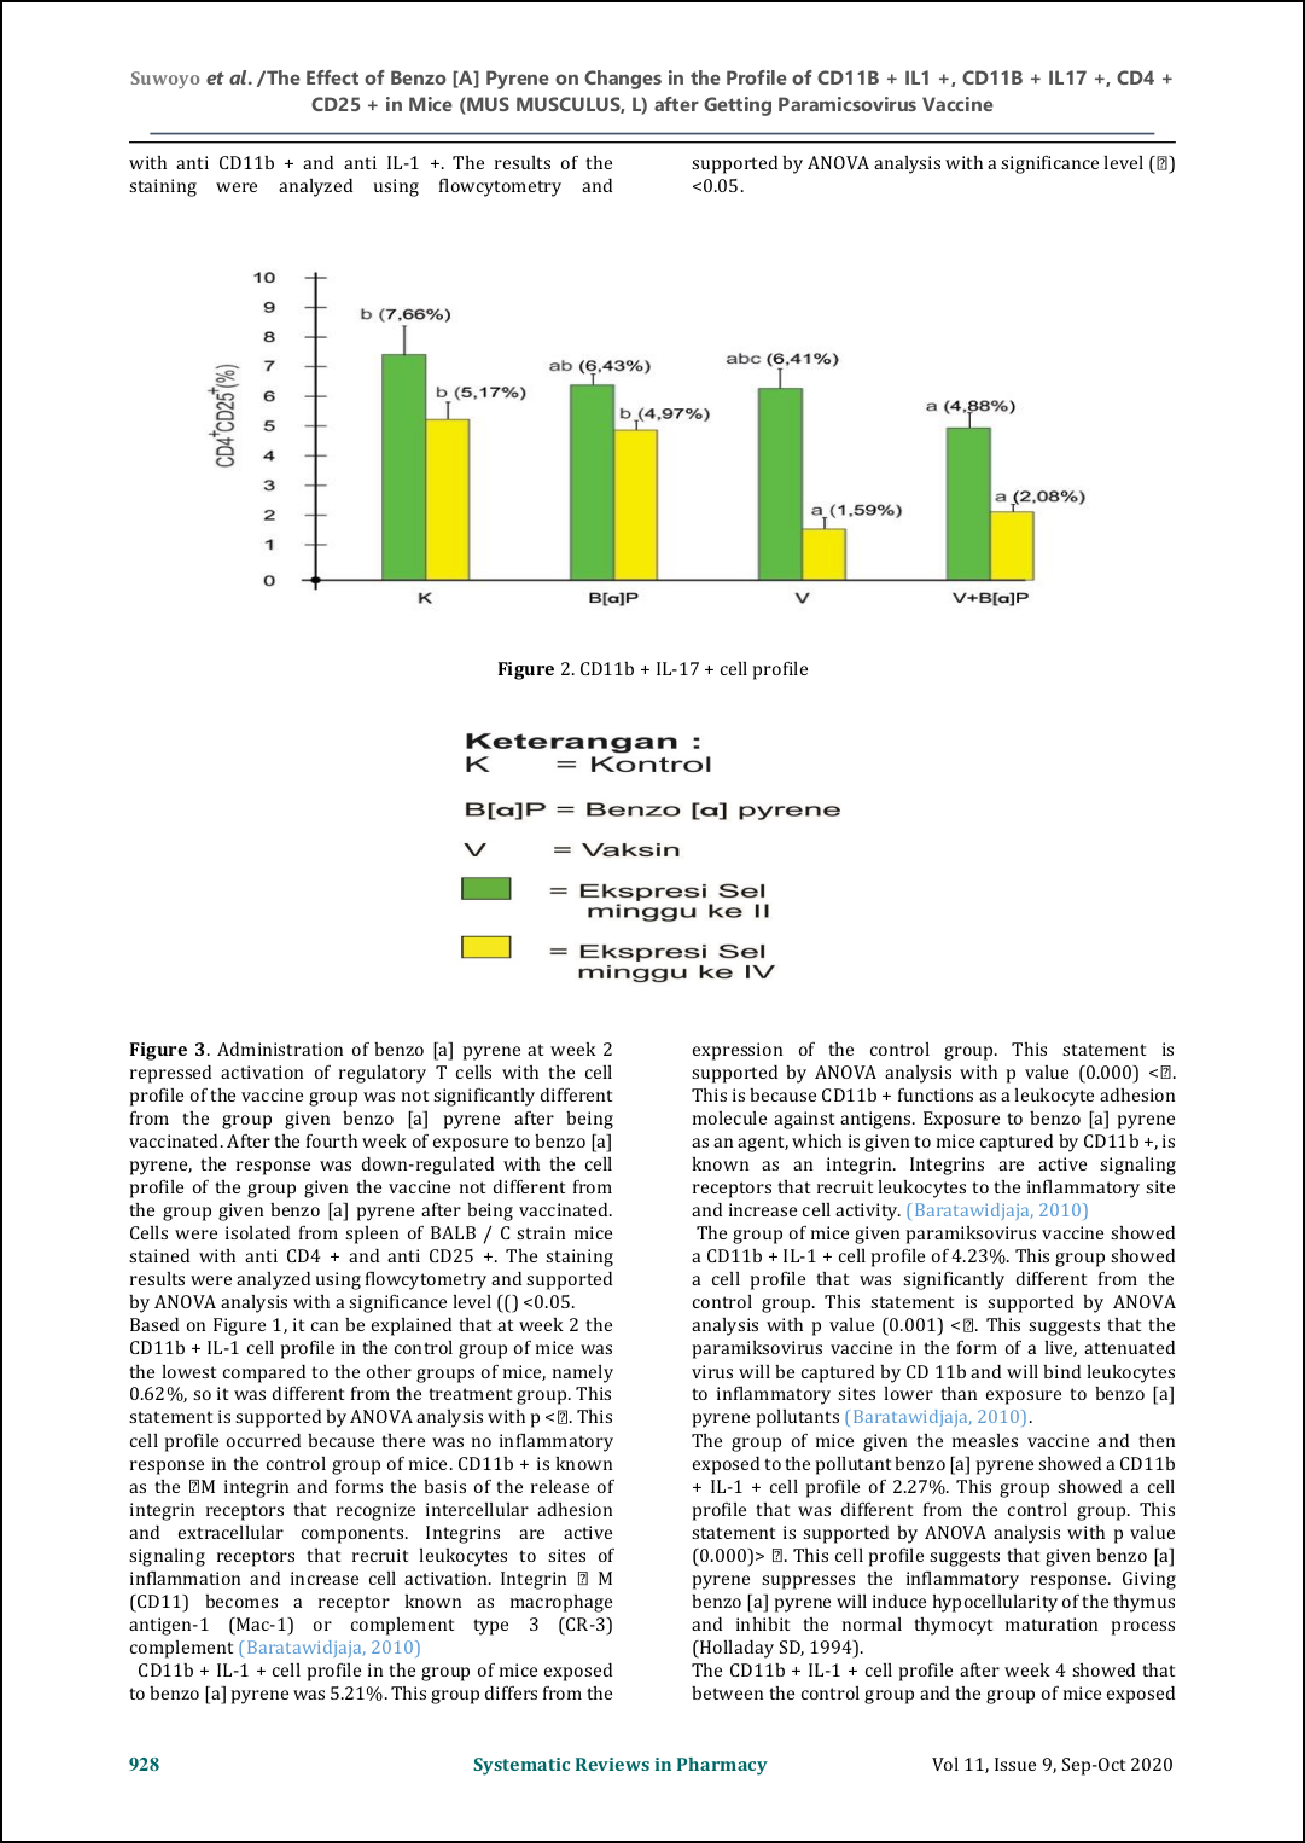 Suwoyo et al. /The Effect of Benzo [A] Pyrene on Changes in the Profile of CD11B + IL1 +, CD11B + IL17 +, CD4 +
CD25 + in Mice (MUS MUSCULUS, L) after Getting Paramicsovirus Vaccine
with anti CD11b + and anti IL-1 +. The results of the
staining were analyzed using flowcytometry and
supported by ANOVA analysis with a significance level (⍰)
<0.05.
10
9
8
7
6
5
4
3
2
1
0
CD4+CD25+(%)
b (7,66%)
b (5,17%)
ab (6,43%)
b (4,97%)
abc (6,41%)
a (1,59%)
a (4,88%)
a (2,08%)
K
B[a]P
V
V+B[a]P
Figure 2. CD11b + IL-17 + cell profile
Keterangan :
K = Kontrol
B[a]P = Benzo [a] pyrene
V = Vaksin
= Ekspresi Sel
minggu ke II
= Ekspresi Sel
minggu ke IV
Figure 3. Administration of benzo [a] pyrene at week 2
repressed activation of regulatory T cells with the cell
profile of the vaccine group was not significantly different
from the group given benzo [a] pyrene after being
vaccinated. After the fourth week of exposure to benzo [a]
pyrene, the response was down-regulated with the cell
profile of the group given the vaccine not different from
the group given benzo [a] pyrene after being vaccinated.
Cells were isolated from spleen of BALB / C strain mice
stained with anti CD4 + and anti CD25 +. The staining
results were analyzed using flowcytometry and supported
by ANOVA analysis with a significance level (() <0.05.
Based on Figure 1, it can be explained that at week 2 the
CD11b + IL-1 cell profile in the control group of mice was
the lowest compared to the other groups of mice, namely
0.62%, so it was different from the treatment group. This
statement is supported by ANOVA analysis with p <⍰. This
cell profile occurred because there was no inflammatory
response in the control group of mice. CD11b + is known
as the ⍰M integrin and forms the basis of the release of
integrin receptors that recognize intercellular adhesion
and extracellular components. Integrins are active
signaling receptors that recruit leukocytes to sites of
inflammation and increase cell activation. Integrin ⍰ M
(CD11) becomes a receptor known as macrophage
antigen-1 (Mac-1) or complement type 3 (CR-3)
complement (Baratawidjaja, 2010)
CD11b + IL-1 + cell profile in the group of mice exposed
to benzo [a] pyrene was 5.21%. This group differs from the
expression of the control group. This statement is
supported by ANOVA analysis with p value (0.000) <⍰.
This is because CD11b + functions as a leukocyte adhesion
molecule against antigens. Exposure to benzo [a] pyrene
as an agent, which is given to mice captured by CD11b +, is
known as an integrin. Integrins are active signaling
receptors that recruit leukocytes to the inflammatory site
and increase cell activity. (Baratawidjaja, 2010)
The group of mice given paramiksovirus vaccine showed
a CD11b + IL-1 + cell profile of 4.23%. This group showed
a cell profile that was significantly different from the
control group. This statement is supported by ANOVA
analysis with p value (0.001) <⍰. This suggests that the
paramiksovirus vaccine in the form of a live, attenuated
virus will be captured by CD 11b and will bind leukocytes
to inflammatory sites lower than exposure to benzo [a]
pyrene pollutants (Baratawidjaja, 2010).
The group of mice given the measles vaccine and then
exposed to the pollutant benzo [a] pyrene showed a CD11b
+ IL-1 + cell profile of 2.27%. This group showed a cell
profile that was different from the control group. This
statement is supported by ANOVA analysis with p value
(0.000)> ⍰. This cell profile suggests that given benzo [a]
pyrene suppresses the inflammatory response. Giving
benzo [a] pyrene will induce hypocellularity of the thymus
and inhibit the normal thymocyt maturation process
(Holladay SD, 1994).
The CD11b + IL-1 + cell profile after week 4 showed that
between the control group and the group of mice exposed
928
Systematic Reviews in Pharmacy
Vol 11, Issue 9, Sep-Oct 2020